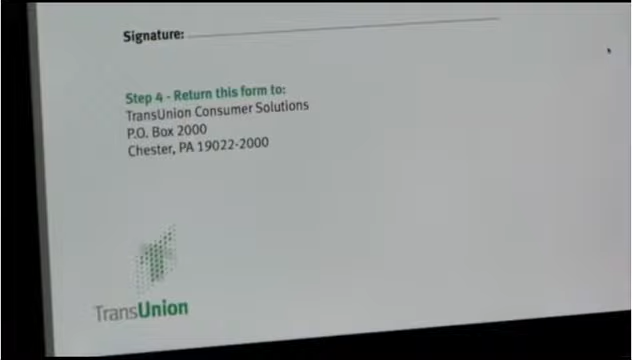 Signature:
Step 4 - Return this form to:
TransUnion Consumer Solutions
P.O. Box 2000
Chester, PA 19022-2000
TransUnion